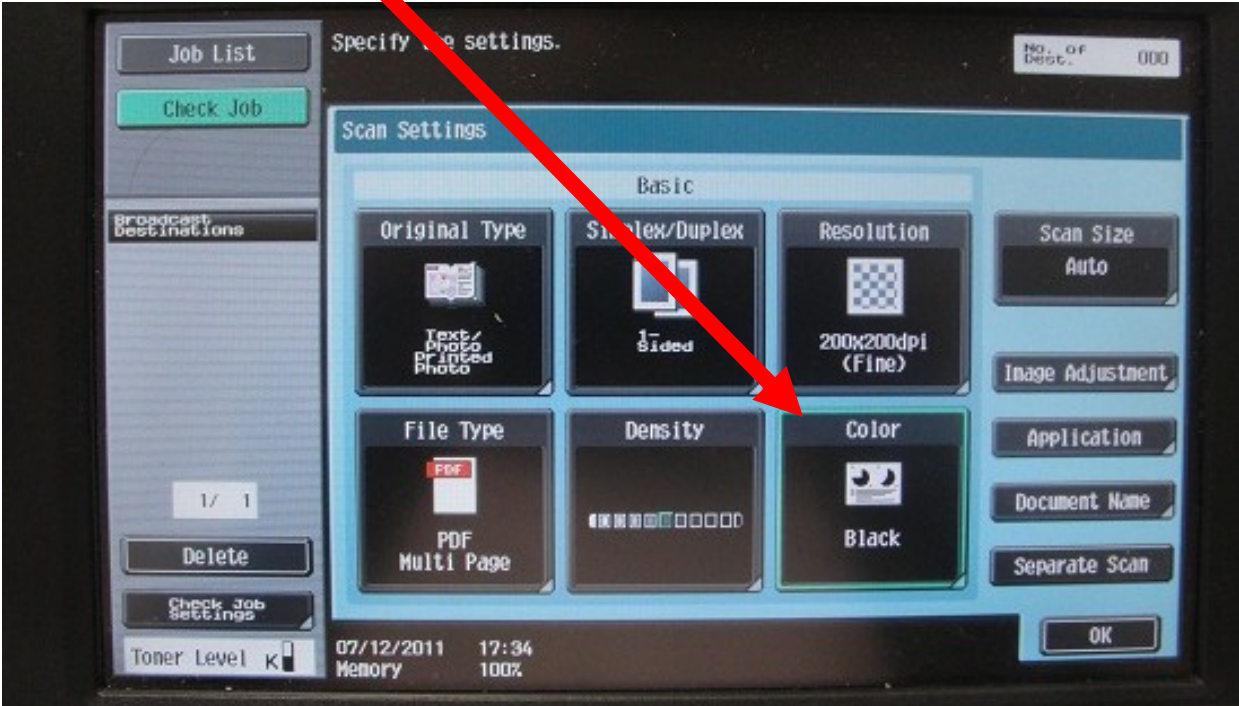 Job List
Check Job
Specify the settings.
No. of
Dest.
000
Scan Settings
Basic
Broadcast
Destinations
Original Type
Text/
Photo
Printed
Photo
Simplex/Duplex
1-
Sided
Resolution
200x200dpi
(Fine)
Scan Size
Auto
Image Adjustment
File Type
PDF
PDF
Multi Page
Density
Color
Black
Application
Document Name
Separate Scan
1/ 1
Delete
Check Job
Settings
Toner Level K
07/12/2011 17:34
Memory 100%
OK